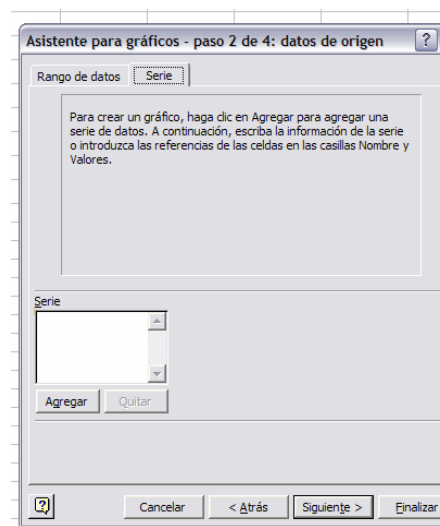 Asistente para gráficos - paso 2 de 4: datos de origen ?
Rango de datos Serie
Para crear un gráfico, haga clic en Agregar para agregar una
serie de datos. A continuación, escriba la información de la serie
o introduzca las referencias de las celdas en las casillas Nombre y
Valores.
Serie
Agregar Quitar
? Cancelar < Atrás Siguiente > Finalizar